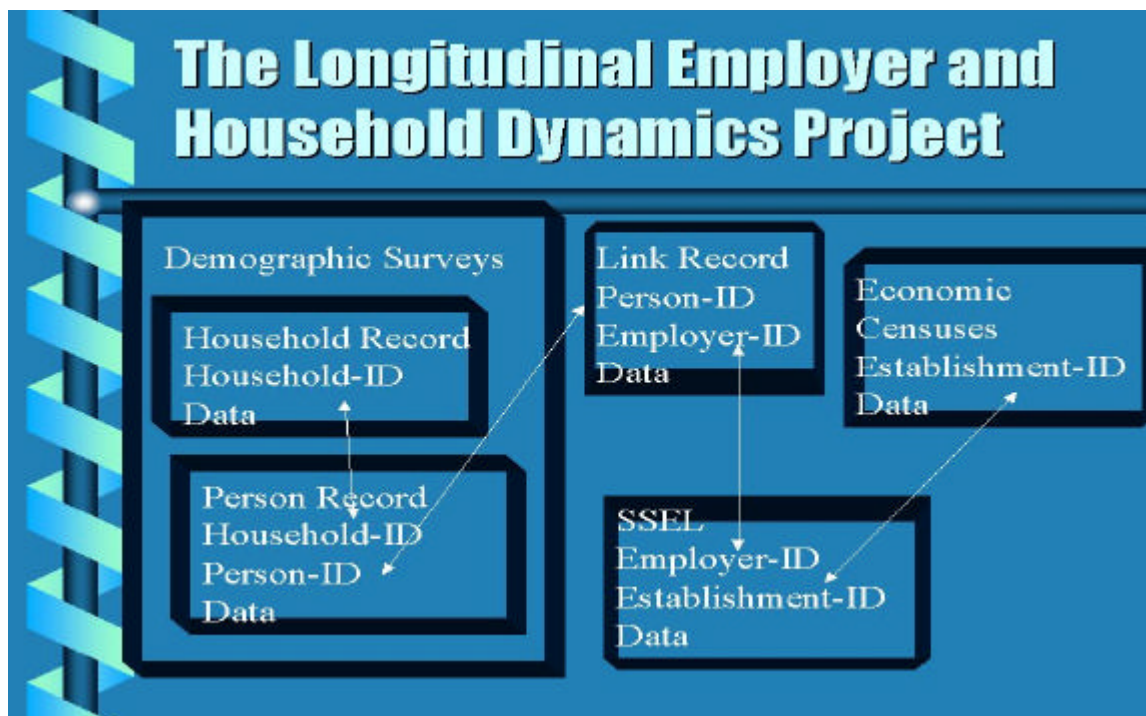 The Longitudinal Employer and
Household Dynamics Project
Demographic Surveys
Household Record
Household-ID
Data
Person Record
Household-ID
Person-ID
Data
Link Record
Person-ID
Employer-ID
Data
SSEL
Employer-ID
Establishment-ID
Data
Economic
Censuses
Establishment-ID
Data